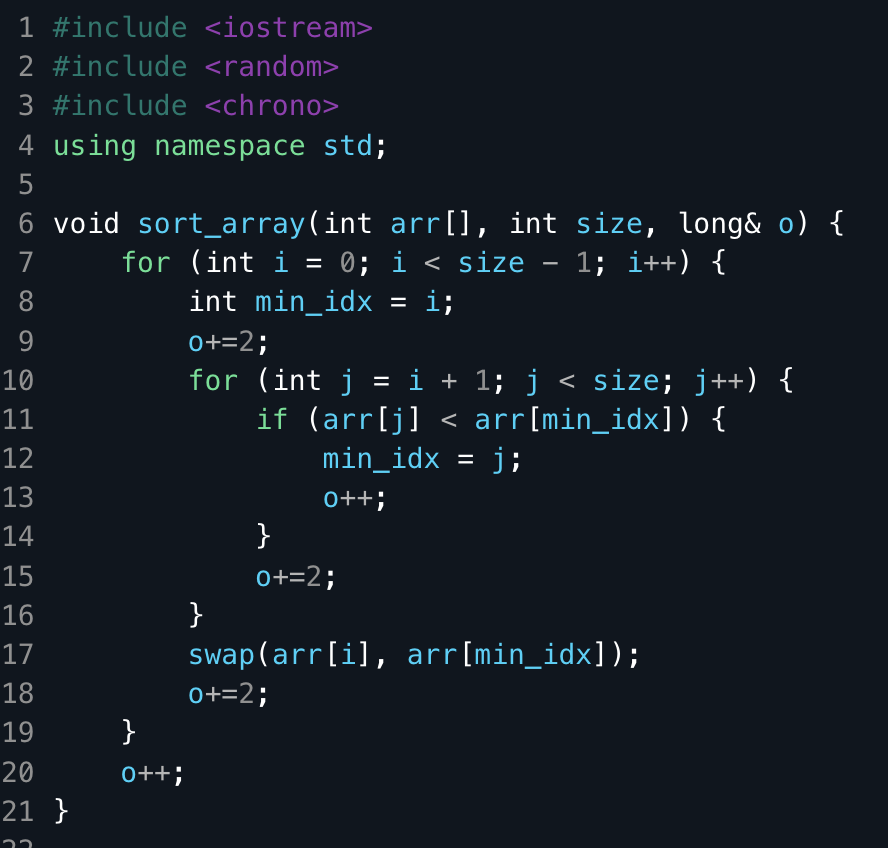 1 #include <iostream>
2 #include <random>
3 #include <chrono>
4 using namespace std;
5
6 void sort_array(int arr[], int size, long& o) {
7     for (int i = 0; i < size - 1; i++) {
8         int min_idx = i;
9         o+=2;
10         for (int j = i + 1; j < size; j++) {
11             if (arr[j] < arr[min_idx]) {
12                 min_idx = j;
13                 o++;
14             }
15             o+=2;
16         }
17         swap(arr[i], arr[min_idx]);
18         o+=2;
19     }
20     o++;
21 }
22